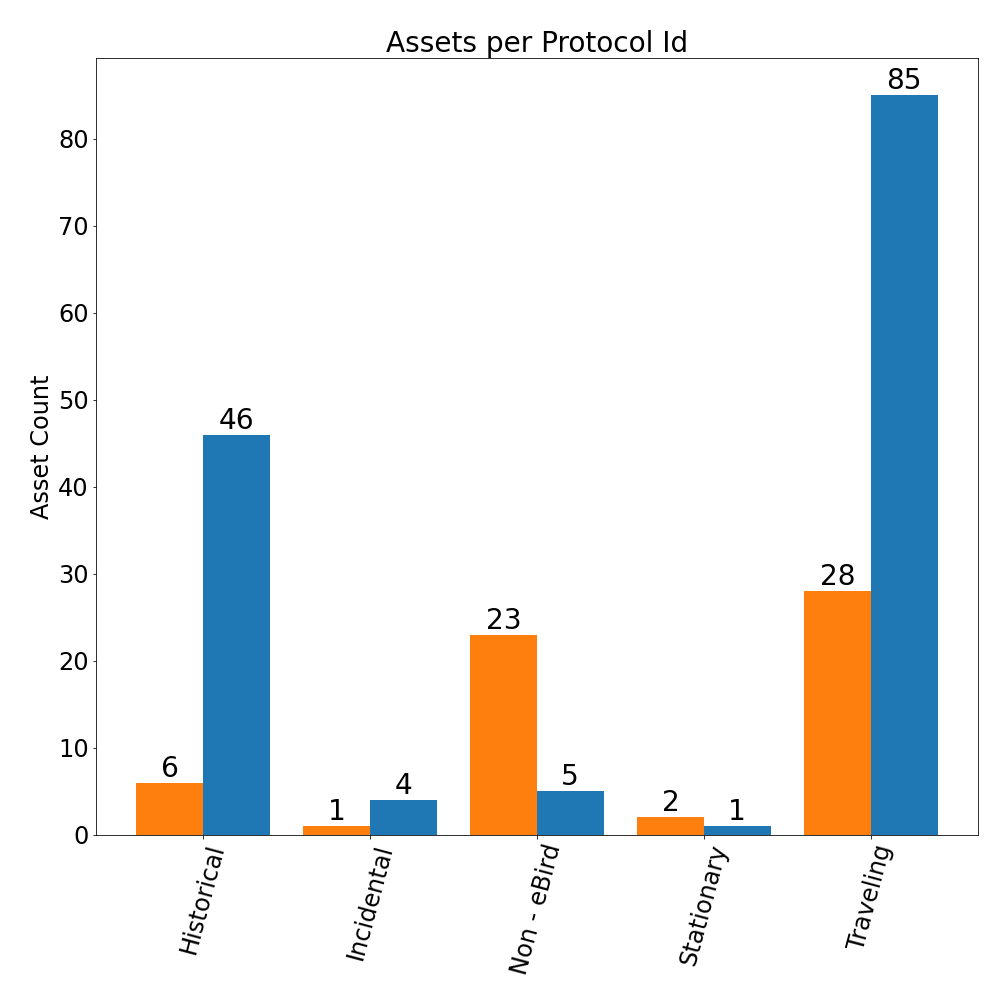 Assets per Protocol Id
Asset Count
80
70
60
50
40
30
20
10
0
6
46
1
4
23
5
2
1
28
85
Historical
Incidental
Non - eBird
Stationary
Traveling